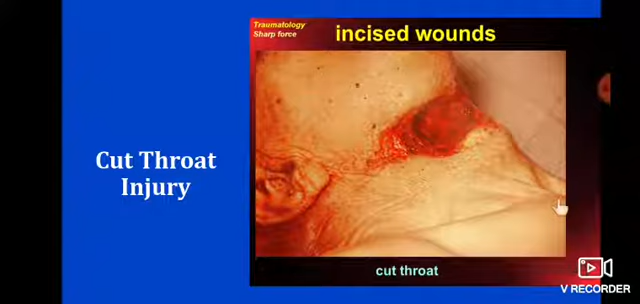 Traumatology
Sharp force
incised wounds
Cut Throat
Injury
cut throat
V RECORDER